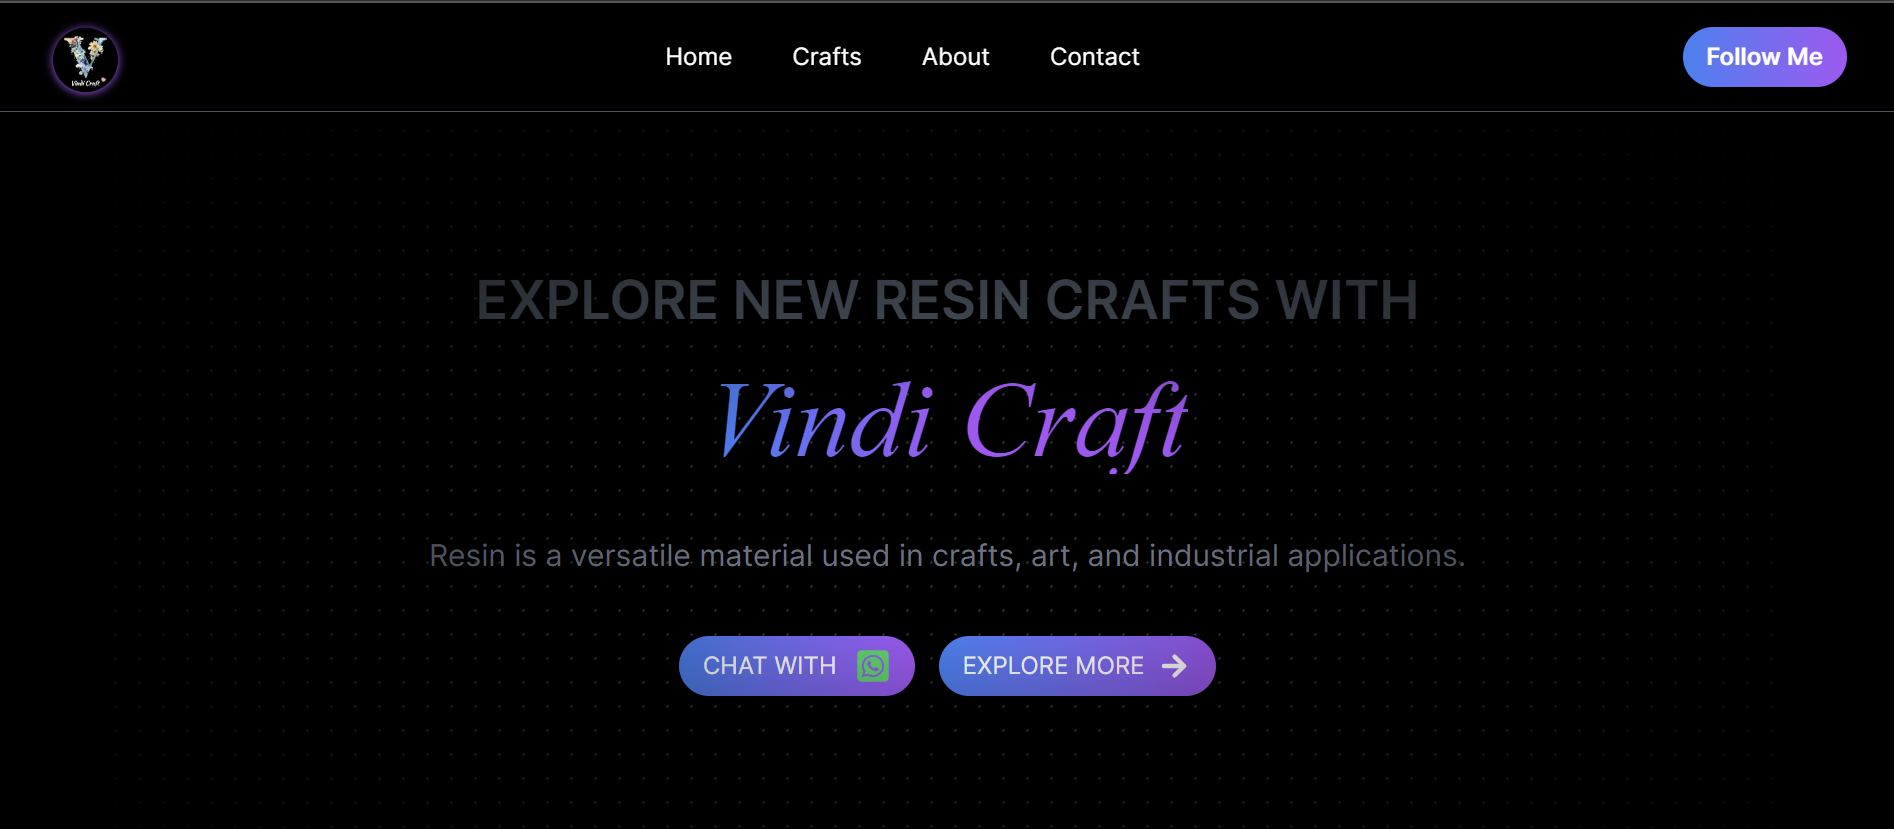 Vindi Craft
Home Crafts About Contact
Follow Me
EXPLORE NEW RESIN CRAFTS WITH
Vindi Craft
Resin is a versatile material used in crafts, art, and industrial applications.
CHAT WITH
EXPLORE MORE